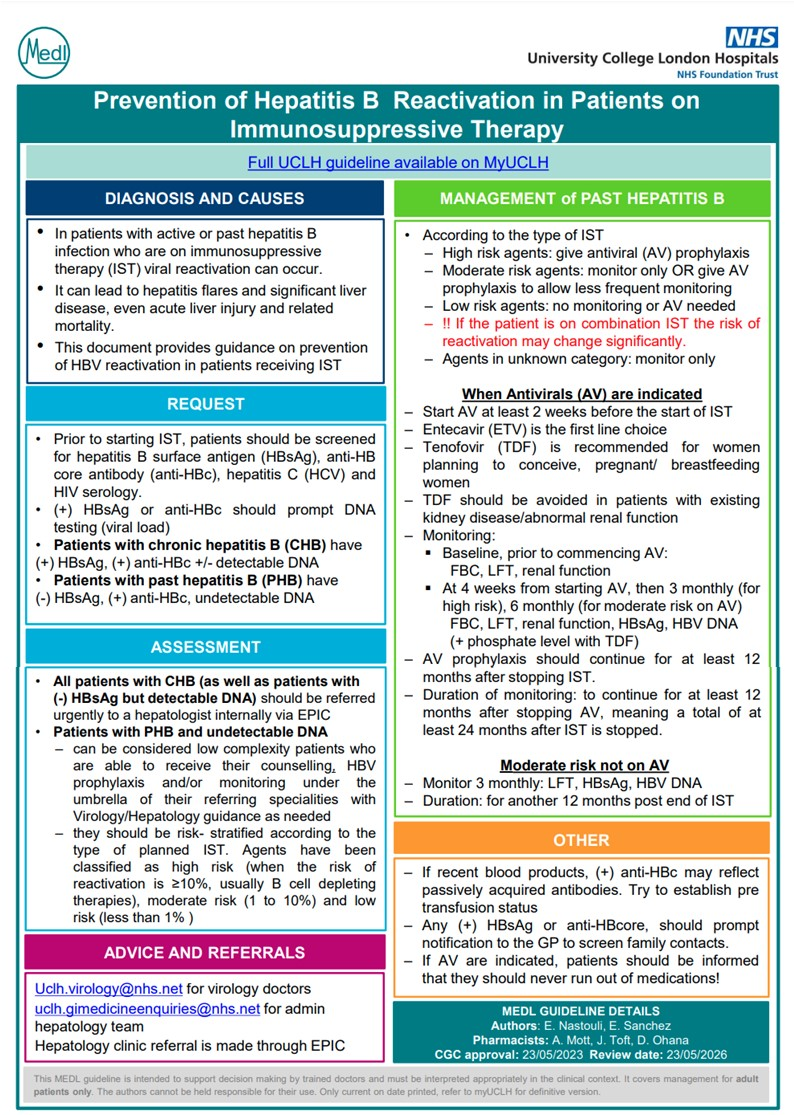 Medl
NHS
University College London Hospitals
NHS Foundation Trust
Prevention of Hepatitis B Reactivation in Patients on
Immunosuppressive Therapy
Full UCLH guideline available on MyUCLH
DIAGNOSIS AND CAUSES
• In patients with active or past hepatitis B
infection who are on immunosuppressive
therapy (IST) viral reactivation can occur.
• It can lead to hepatitis flares and significant liver
disease, even acute liver injury and related
mortality.
• This document provides guidance on prevention
of HBV reactivation in patients receiving IST
REQUEST
• Prior to starting IST, patients should be screened
for hepatitis B surface antigen (HBsAg), anti-HB
core antibody (anti-HBc), hepatitis C (HCV) and
HIV serology.
• (+) HBsAg or anti-HBc should prompt DNA
testing (viral load)
• Patients with chronic hepatitis B (CHB) have
(+) HBsAg, (+) anti-HBc +/- detectable DNA
• Patients with past hepatitis B (PHB) have
(-) HBsAg, (+) anti-HBc, undetectable DNA
ASSESSMENT
• All patients with CHB (as well as patients with
(-) HBsAg but detectable DNA) should be referred
urgently to a hepatologist internally via EPIC
• Patients with PHB and undetectable DNA
– can be considered low complexity patients who
are able to receive their counselling, HBV
prophylaxis and/or monitoring under the
umbrella of their referring specialities with
Virology/Hepatology guidance as needed
– they should be risk- stratified according to the
type of planned IST. Agents have been
classified as high risk (when the risk of
reactivation is ≥10%, usually B cell depleting
therapies), moderate risk (1 to 10%) and low
risk (less than 1% )
ADVICE AND REFERRALS
Uclh.virology@nhs.net for virology doctors
uclh.gimedicineenquiries@nhs.net for admin
hepatology team
Hepatology clinic referral is made through EPIC
MANAGEMENT of PAST HEPATITIS B
• According to the type of IST
– High risk agents: give antiviral (AV) prophylaxis
– Moderate risk agents: monitor only OR give AV
prophylaxis to allow less frequent monitoring
– Low risk agents: no monitoring or AV needed
– !! If the patient is on combination IST the risk of
reactivation may change significantly.
– Agents in unknown category: monitor only
When Antivirals (AV) are indicated
– Start AV at least 2 weeks before the start of IST
– Entecavir (ETV) is the first line choice
– Tenofovir (TDF) is recommended for women
planning to conceive, pregnant/ breastfeeding
women
– TDF should be avoided in patients with existing
kidney disease/abnormal renal function
– Monitoring:
▪ Baseline, prior to commencing AV:
FBC, LFT, renal function
▪ At 4 weeks from starting AV, then 3 monthly (for
high risk), 6 monthly (for moderate risk on AV)
FBC, LFT, renal function, HBsAg, HBV DNA
(+ phosphate level with TDF)
– AV prophylaxis should continue for at least 12
months after stopping IST.
– Duration of monitoring: to continue for at least 12
months after stopping AV, meaning a total of at
least 24 months after IST is stopped.
Moderate risk not on AV
– Monitor 3 monthly: LFT, HBsAg, HBV DNA
– Duration: for another 12 months post end of IST
OTHER
– If recent blood products, (+) anti-HBc may reflect
passively acquired antibodies. Try to establish pre
transfusion status
– Any (+) HBsAg or anti-HBcore, should prompt
notification to the GP to screen family contacts.
– If AV are indicated, patients should be informed
that they should never run out of medications!
MEDL GUIDELINE DETAILS
Authors: E. Nastouli, E. Sanchez
Pharmacists: A. Mott, J. Toft, D. Ohana
CGC approval: 23/05/2023 Review date: 23/05/2026
This MEDL guideline is intended to support decision making by trained doctors and must be interpreted appropriately in the clinical context. It covers management for adult
patients only. The authors cannot be held responsible for their use. Only current on date printed, refer to myUCLH for definitive version.